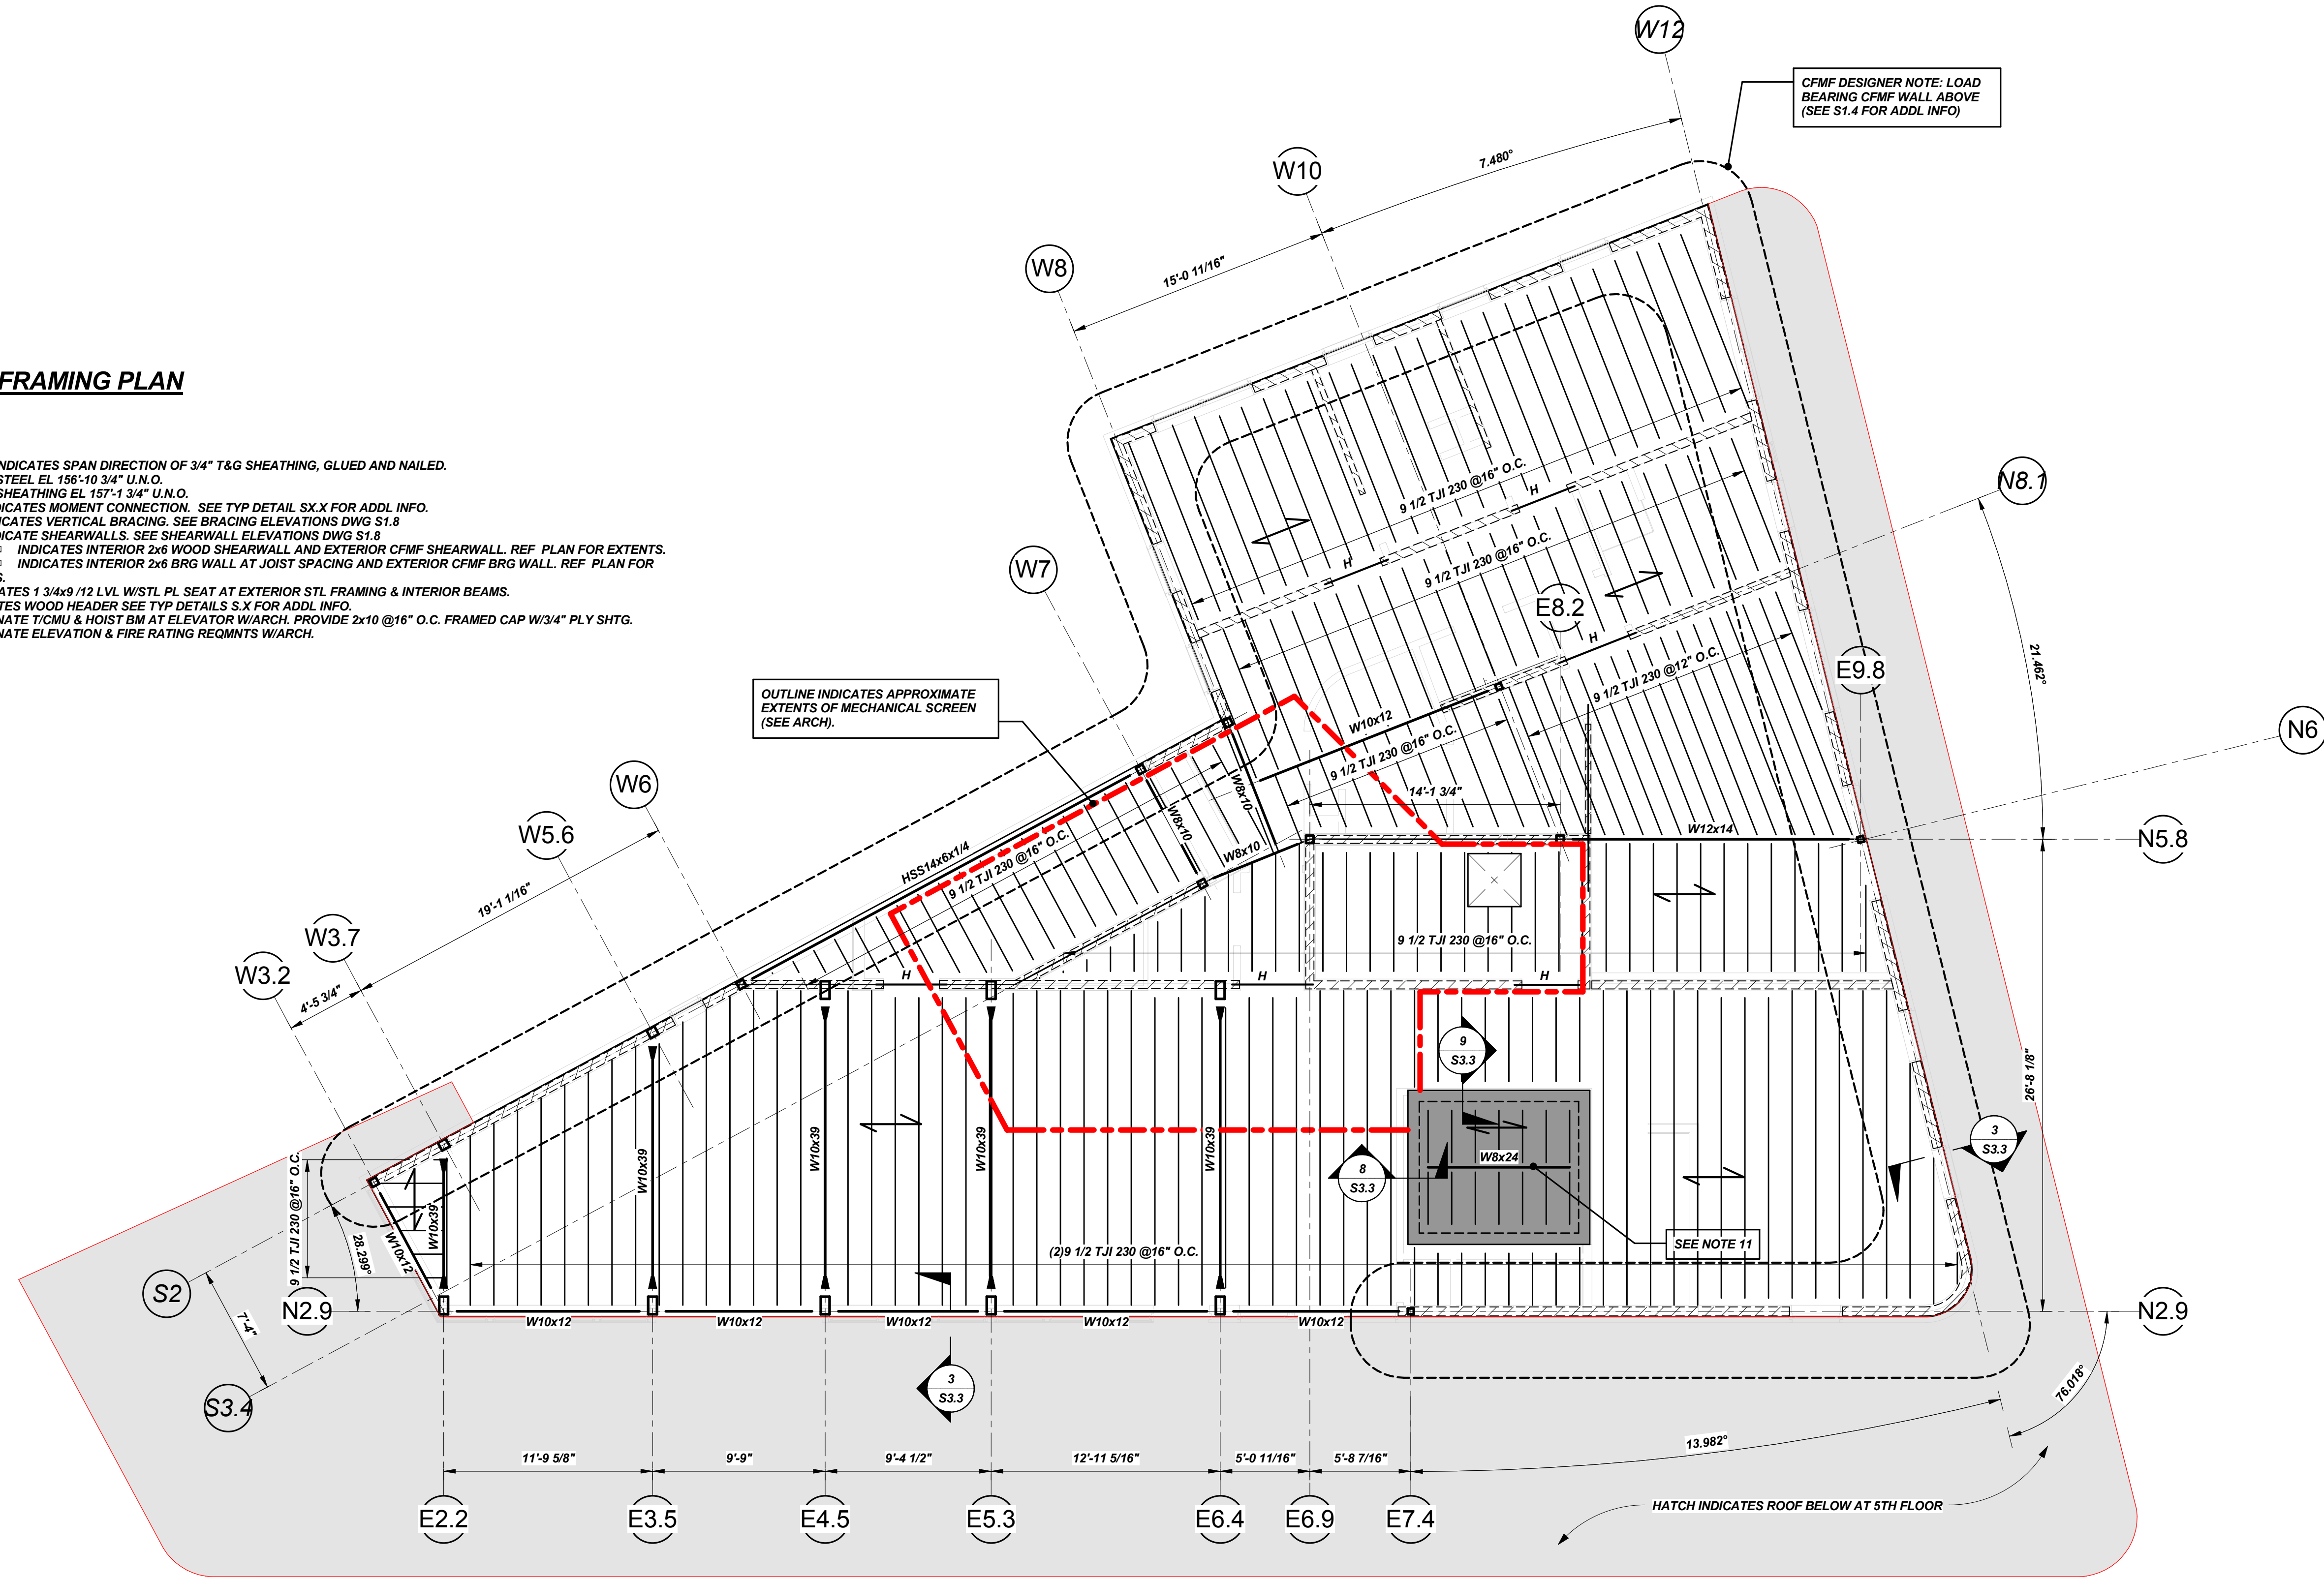 FRAMING PLAN
INDICATES SPAN DIRECTION OF 3/4" T&G SHEATHING, GLUED AND NAILED.
STEEL EL 156'-10 3/4" U.N.O.
SHEATHING EL 157'-1 3/4" U.N.O.
DICATES MOMENT CONNECTION. SEE TYP DETAIL SX.X FOR ADDL INFO.
ICATES VERTICAL BRACING. SEE BRACING ELEVATIONS DWG S1.8
DICATE SHEARWALLS. SEE SHEARWALL ELEVATIONS DWG S1.8
INDICATES INTERIOR 2x6 WOOD SHEARWALL AND EXTERIOR CFMF SHEARWALL. REF PLAN FOR EXTENTS.
INDICATES INTERIOR 2x6 BRG WALL AT JOIST SPACING AND EXTERIOR CFMF BRG WALL. REF PLAN FOR
S.
ATES 1 3/4x9 /12 LVL W/STL PL SEAT AT EXTERIOR STL FRAMING & INTERIOR BEAMS.
TES WOOD HEADER SEE TYP DETAILS S.X FOR ADDL INFO.
NATE T/CMU & HOIST BM AT ELEVATOR W/ARCH. PROVIDE 2x10 @16" O.C. FRAMED CAP W/3/4" PLY SHTG.
NATE ELEVATION & FIRE RATING REQMNTS W/ARCH.
W12
CFMF DESIGNER NOTE: LOAD
BEARING CFMF WALL ABOVE
(SEE S1.4 FOR ADDL INFO)
W10
7.480°
W8
15'-0 11/16"
W7
9 1/2 TJI 230 @16" O.C.
H
N8.1
H
9 1/2 TJI 230 @16" O.C.
E8.2
H
9 1/2 TJI 230 @12" O.C.
E9.8
21.462°
OUTLINE INDICATES APPROXIMATE
EXTENTS OF MECHANICAL SCREEN
(SEE ARCH).
W10x12
9 1/2 TJI 230 @16" O.C.
14'-1 3/4"
N6
W6
W8x10
W8x10
W8x10
W12x14
N5.8
W5.6
HSS14x6x1/4
9 1/2 TJI 230 @16" O.C.
19'-1 1/16"
W3.7
W3.2
4'-5 3/4"
9 1/2 TJI 230 @16" O.C.
H
H
H
9
S3.3
26'-8 1/8"
3
S3.3
W10x39
W10x39
W10x39
W10x39
W10x39
8
S3.3
W8x24
SEE NOTE 11
9 1/2 TJI 230 @16" O.C.
28.299°
W10x12
(2)9 1/2 TJI 230 @16" O.C.
S2
N2.9
7'-4"
S3.4
W10x12
W10x12
W10x12
W10x12
W10x12
N2.9
3
S3.3
76.018°
13.982°
11'-9 5/8"
9'-9"
9'-4 1/2"
12'-11 5/16"
5'-0 11/16"
5'-8 7/16"
HATCH INDICATES ROOF BELOW AT 5TH FLOOR
E2.2
E3.5
E4.5
E5.3
E6.4
E6.9
E7.4